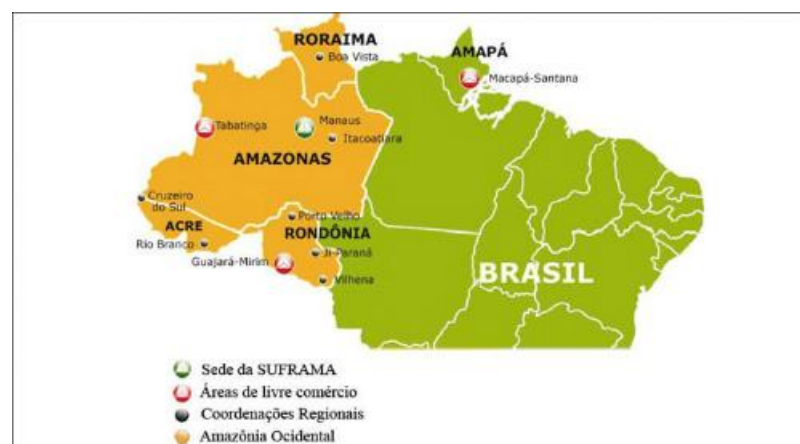 RORAIMA
Boa Vista
AMAPÁ
Macapá-Santana
Tabatinga
Manaus
Itacoatiara
AMAZONAS
Cruzeiro
do Sul
ACRE
Porto Velho
RONDÔNIA
Rio Branco
Ji-Paraná
Guajará-Mirim
Vilhena
BRASIL
Sede da SUFRAMA
Áreas de livre comércio
Coordenações Regionais
Amazônia Ocidental